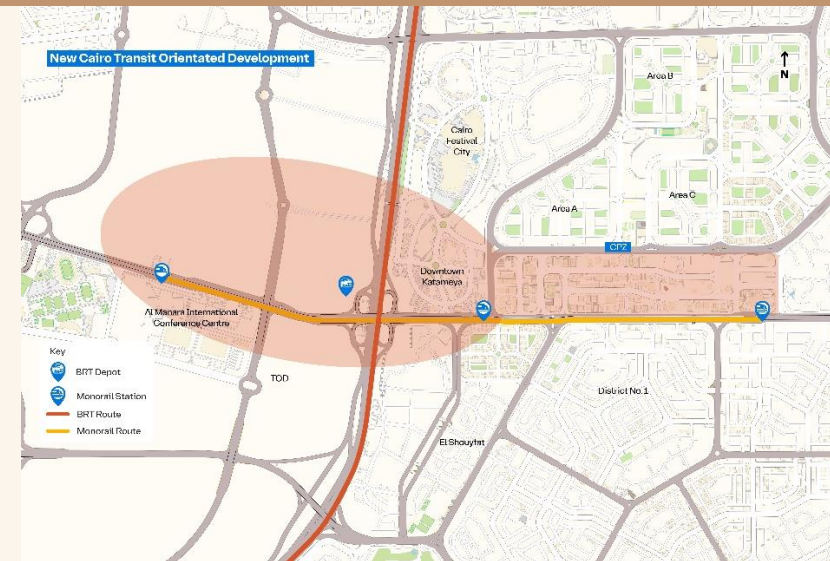 New Cairo Transit Orientated Development
N
Area B
Cairo
Festival
City
Area C
Area A
CPZ
Downtown
Katameya
Al Manara International
Conference Centre
Key
BRT Depot
Monorail Station
BRT Route
Monorail Route
TOD
District No.1
El Shouyfat